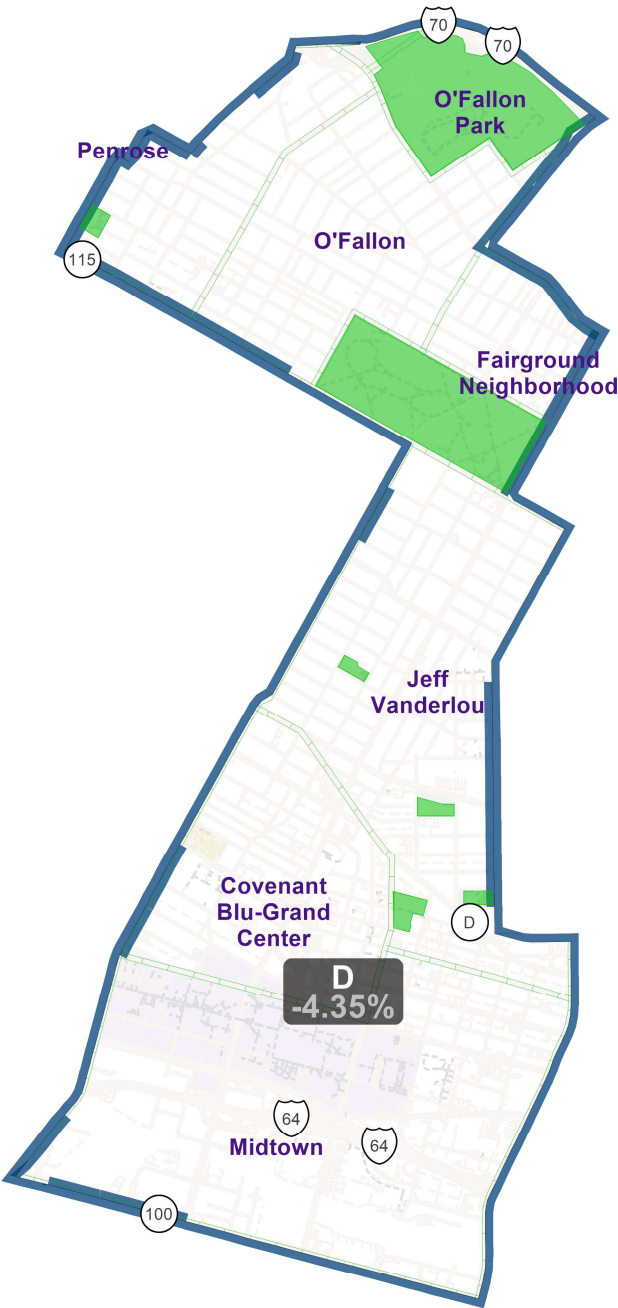 70
70
O'Fallon
Park
Penrose
O'Fallon
115
Fairground
Neighborhood
Jeff
Vanderlou
Covenant
Blu-Grand
Center
D
D
-4.35%
64
Midtown
64
100